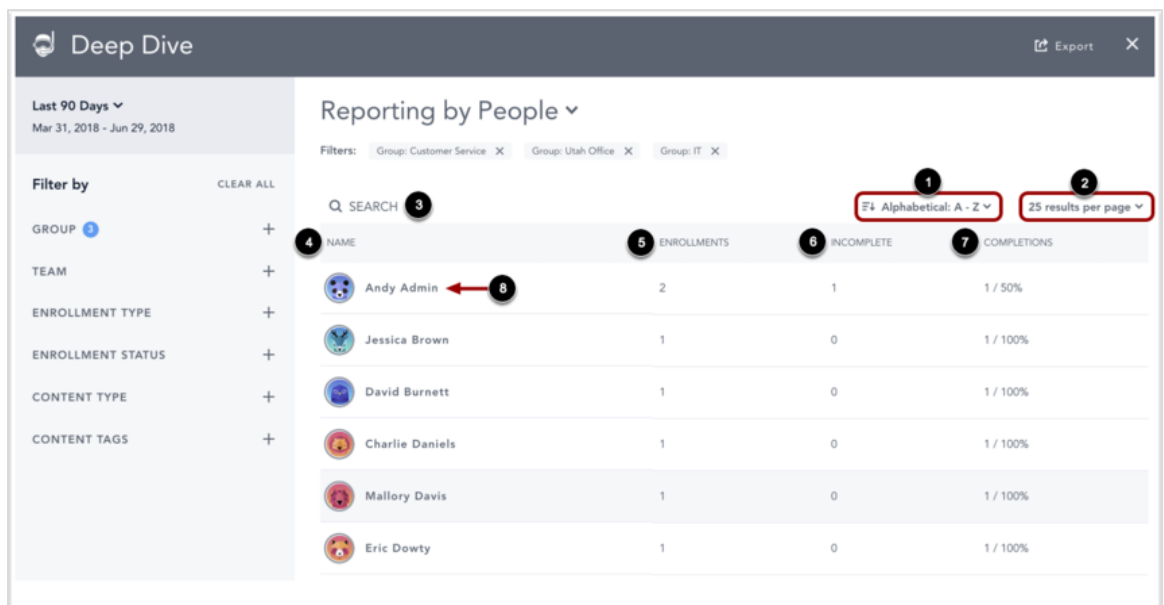 Deep Dive
Export
Last 90 Days
Mar 31, 2018 - Jun 29, 2018
Filter by CLEAR ALL
GROUP 3
TEAM
ENROLLMENT TYPE
ENROLLMENT STATUS
CONTENT TYPE
CONTENT TAGS
Reporting by People
Filters: Group: Customer Service X Group: Utah Office X Group: IT X
1 2
SEARCH 3 Alphabetical: A - Z 25 results per page
4 NAME 5 ENROLLMENTS 6 INCOMPLETE 7 COMPLETIONS
Andy Admin 8 2 1 1 / 50%
Jessica Brown 1 0 1 / 100%
David Burnett 1 0 1 / 100%
Charlie Daniels 1 0 1 / 100%
Mallory Davis 1 0 1 / 100%
Eric Dowty 1 0 1 / 100%